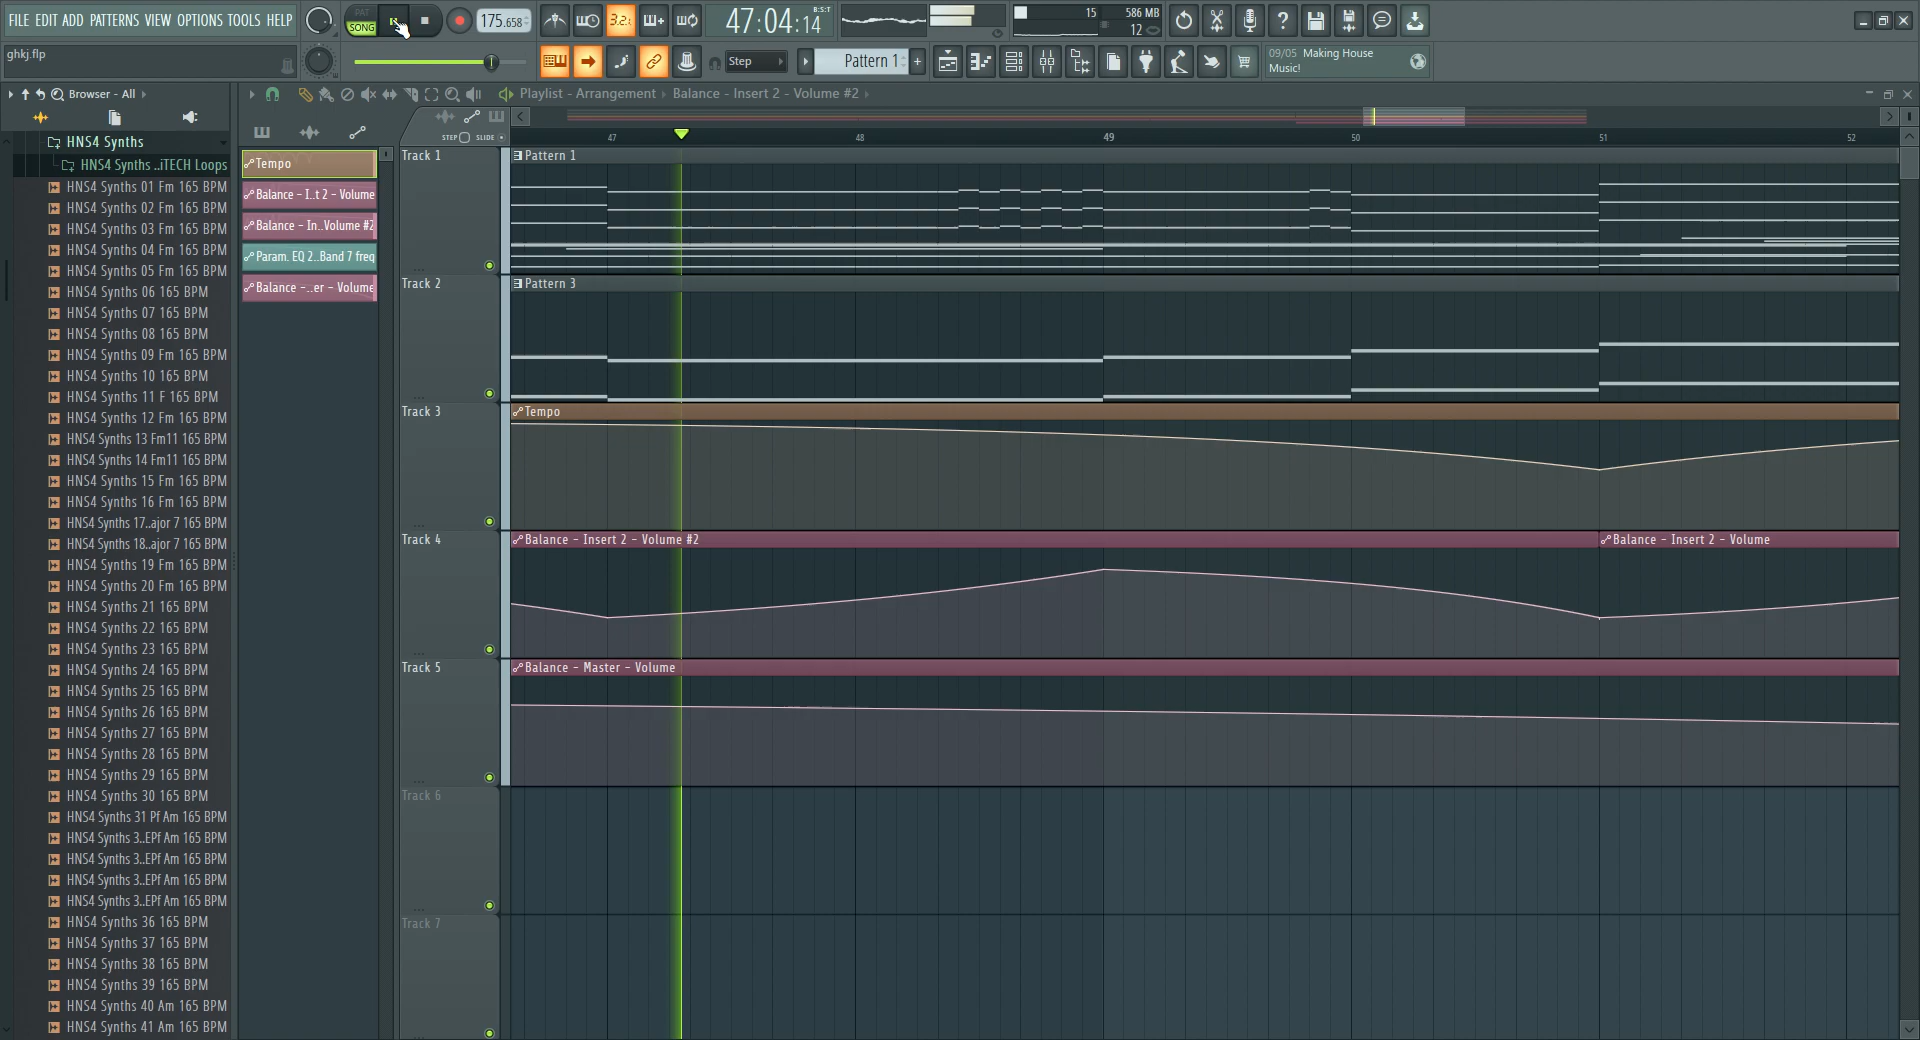 FILE EDIT ADD PATTERNS VIEW OPTIONS TOOLS HELP
PAT
SONG
175.658
3.2.
47:04:14
B:S:T
15
586 MB
12
ghkj.flp
Step
Pattern 1
09/05 Making House
Music!
Browser - All
Playlist - Arrangement
Balance - Insert 2 - Volume #2
STEP
SLIDE
47
48
49
50
51
52
HNS4 Synths
HNS4 Synths ..iTECH Loops
HNS4 Synths 01 Fm 165 BPM
HNS4 Synths 02 Fm 165 BPM
HNS4 Synths 03 Fm 165 BPM
HNS4 Synths 04 Fm 165 BPM
HNS4 Synths 05 Fm 165 BPM
HNS4 Synths 06 165 BPM
HNS4 Synths 07 165 BPM
HNS4 Synths 08 165 BPM
HNS4 Synths 09 Fm 165 BPM
HNS4 Synths 10 165 BPM
HNS4 Synths 11 F 165 BPM
HNS4 Synths 12 Fm 165 BPM
HNS4 Synths 13 Fm11 165 BPM
HNS4 Synths 14 Fm11 165 BPM
HNS4 Synths 15 Fm 165 BPM
HNS4 Synths 16 Fm 165 BPM
HNS4 Synths 17..ajor 7 165 BPM
HNS4 Synths 18..ajor 7 165 BPM
HNS4 Synths 19 Fm 165 BPM
HNS4 Synths 20 Fm 165 BPM
HNS4 Synths 21 165 BPM
HNS4 Synths 22 165 BPM
HNS4 Synths 23 165 BPM
HNS4 Synths 24 165 BPM
HNS4 Synths 25 165 BPM
HNS4 Synths 26 165 BPM
HNS4 Synths 27 165 BPM
HNS4 Synths 28 165 BPM
HNS4 Synths 29 165 BPM
HNS4 Synths 30 165 BPM
HNS4 Synths 31 Pf Am 165 BPM
HNS4 Synths 3..EPf Am 165 BPM
HNS4 Synths 3..EPf Am 165 BPM
HNS4 Synths 3..EPf Am 165 BPM
HNS4 Synths 3..EPf Am 165 BPM
HNS4 Synths 36 165 BPM
HNS4 Synths 37 165 BPM
HNS4 Synths 38 165 BPM
HNS4 Synths 39 165 BPM
HNS4 Synths 40 Am 165 BPM
HNS4 Synths 41 Am 165 BPM
Tempo
Balance - I..t 2 - Volume
Balance - In..Volume #2
Param. EQ 2..Band 7 freq
Balance -..er - Volume
Track 1
Pattern 1
Track 2
Pattern 3
Track 3
Tempo
Track 4
Balance - Insert 2 - Volume #2
Balance - Insert 2 - Volume
Track 5
Balance - Master - Volume
Track 6
Track 7